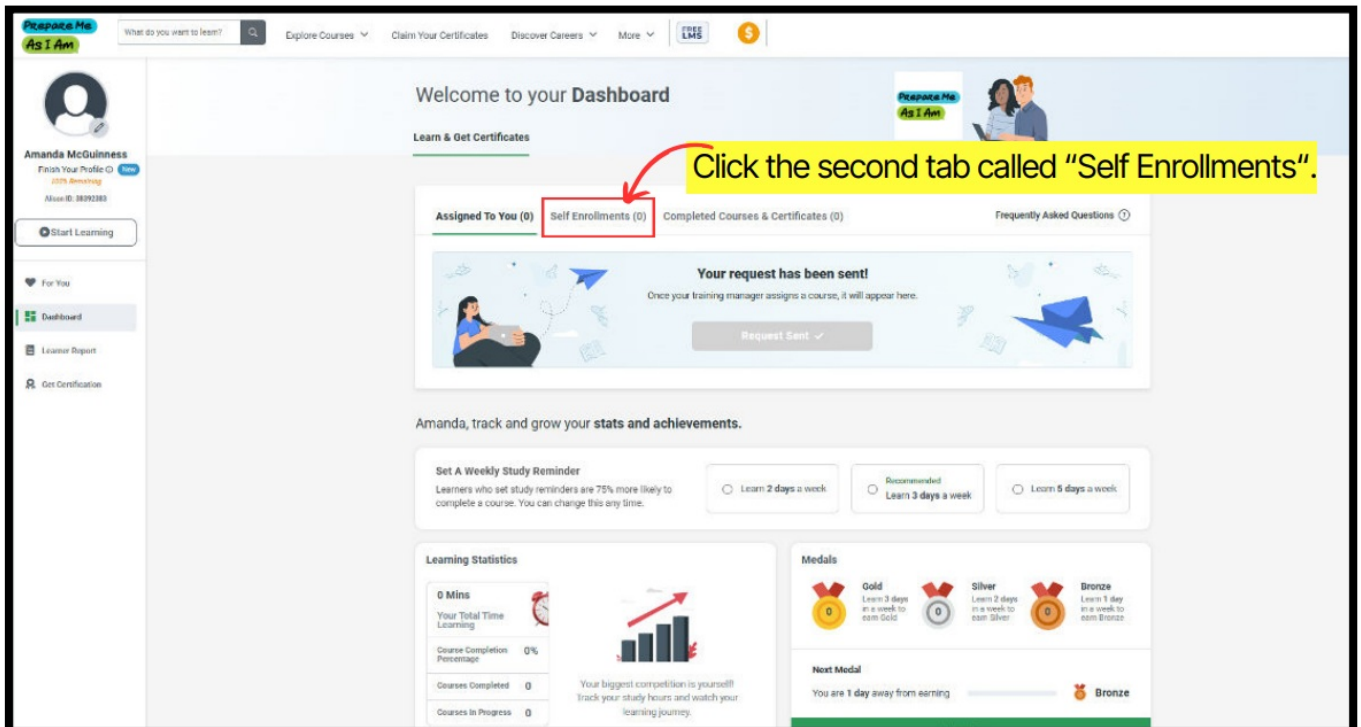 Prepare Me
As I Am
What do you want to learn?
Explore Courses
Claim Your Certificates
Discover Careers
More
FREE
LMS
$
Amanda McGuinness
Finish Your Profile
New
100% Remaining
Alison ID: 38392383
Start Learning
For You
Dashboard
Learner Report
Get Certification
Welcome to your Dashboard
Prepare Me
As I Am
Learn & Get Certificates
Click the second tab called “Self Enrollments“.
Assigned To You (0)
Self Enrollments (0)
Completed Courses & Certificates (0)
Frequently Asked Questions
Your request has been sent!
Once your training manager assigns a course, it will appear here.
Request Sent
Amanda, track and grow your stats and achievements.
Set A Weekly Study Reminder
Learners who set study reminders are 75% more likely to
complete a course. You can change this any time.
Learn 2 days a week
Recommended
Learn 3 days a week
Learn 5 days a week
Learning Statistics
0 Mins
Your Total Time
Learning
Course Completion
Percentage
0%
Courses Completed
0
Courses In Progress
0
Your biggest competition is yourself!
Track your study hours and watch your
learning journey.
Medals
0
Gold
Learn 3 days
in a week to
earn Gold
0
Silver
Learn 2 days
in a week to
earn Silver
0
Bronze
Learn 1 day
in a week to
earn Bronze
Next Medal
You are 1 day away from earning
Bronze